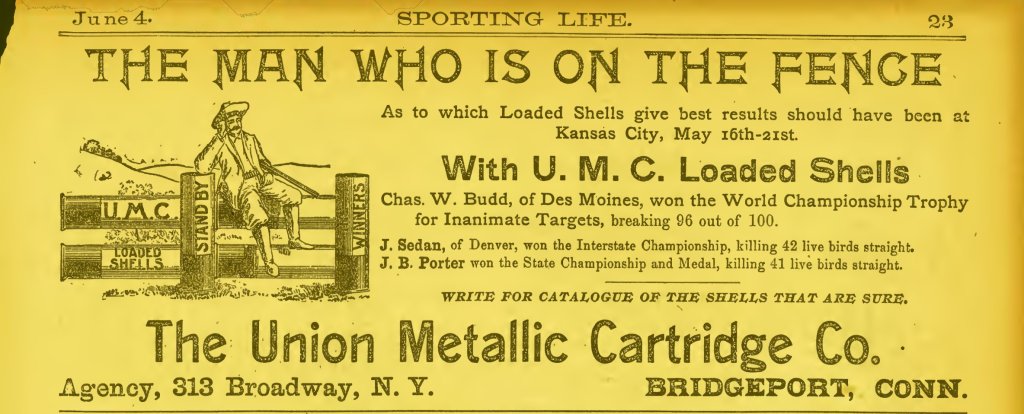 June 4.
SPORTING LIFE.
23
THE MAN WHO IS ON THE FENCE
As to which Loaded Shells give best results should have been at
Kansas City, May 16th-21st.
With U. M. C. Loaded Shells
Chas. W. Budd, of Des Moines, won the World Championship Trophy
for Inanimate Targets, breaking 96 out of 100.
J. Sedan, of Denver, won the Interstate Championship, killing 42 live birds straight.
J. B. Porter won the State Championship and Medal, killing 41 live birds straight.
WRITE FOR CATALOGUE OF THE SHELLS THAT ARE SURE.
U.M.C.
LOADED
SHELLS
STAND BY
WINNERS
The Union Metallic Cartridge Co.
Agency, 313 Broadway, N. Y.
BRIDGEPORT, CONN.